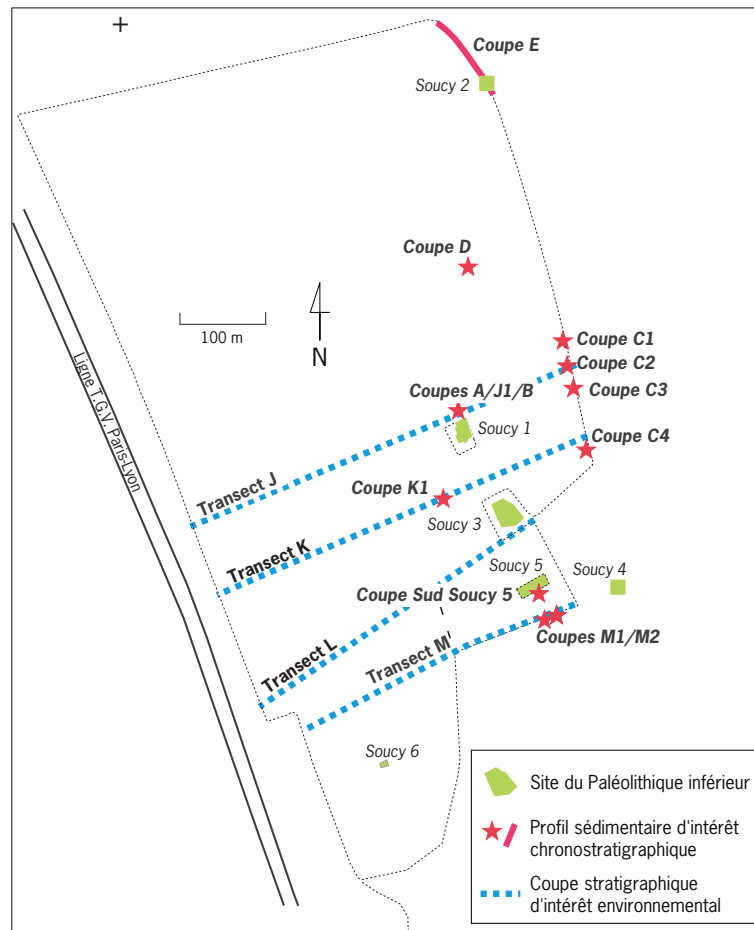 Coupe E
Soucy 2
Coupe D
100 m
N
Coupe C1
Coupe C2
Coupe C3
Coupes A/J1/B
Soucy 1
Coupe C4
Ligne T.G.V. Paris-Lyon
Transect J
Coupe K1
Soucy 3
Transect K
Soucy 5
Soucy 4
Coupe Sud Soucy 5
Coupes M1/M2
Transect L
Transect M
Soucy 6
Site du Paléolithique inférieur
Profil sédimentaire d'intérêt
chronostratigraphique
Coupe stratigraphique
d'intérêt environnemental